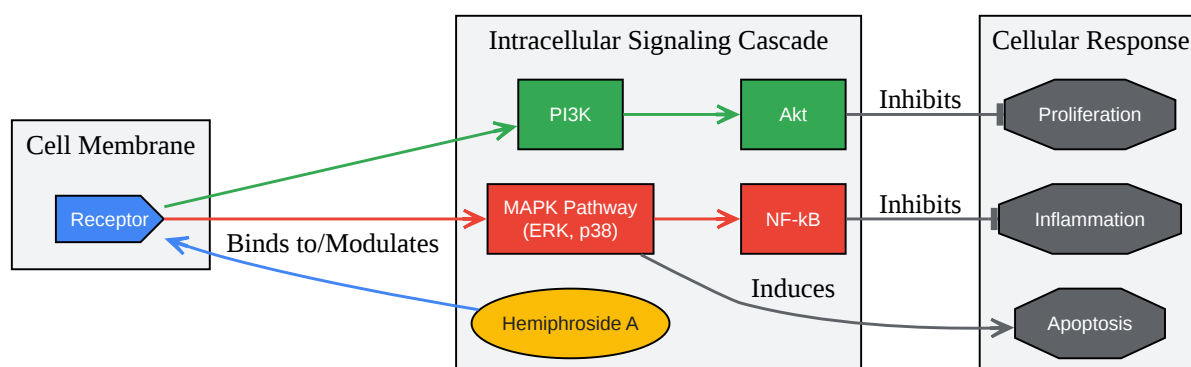 Cell Membrane
Receptor
Binds to/Modulates
Intracellular Signaling Cascade
PI3K
Akt
MAPK Pathway
(ERK, p38)
NF-kB
Hemiphroside A
Inhibits
Inhibits
Induces
Cellular Response
Proliferation
Inflammation
Apoptosis